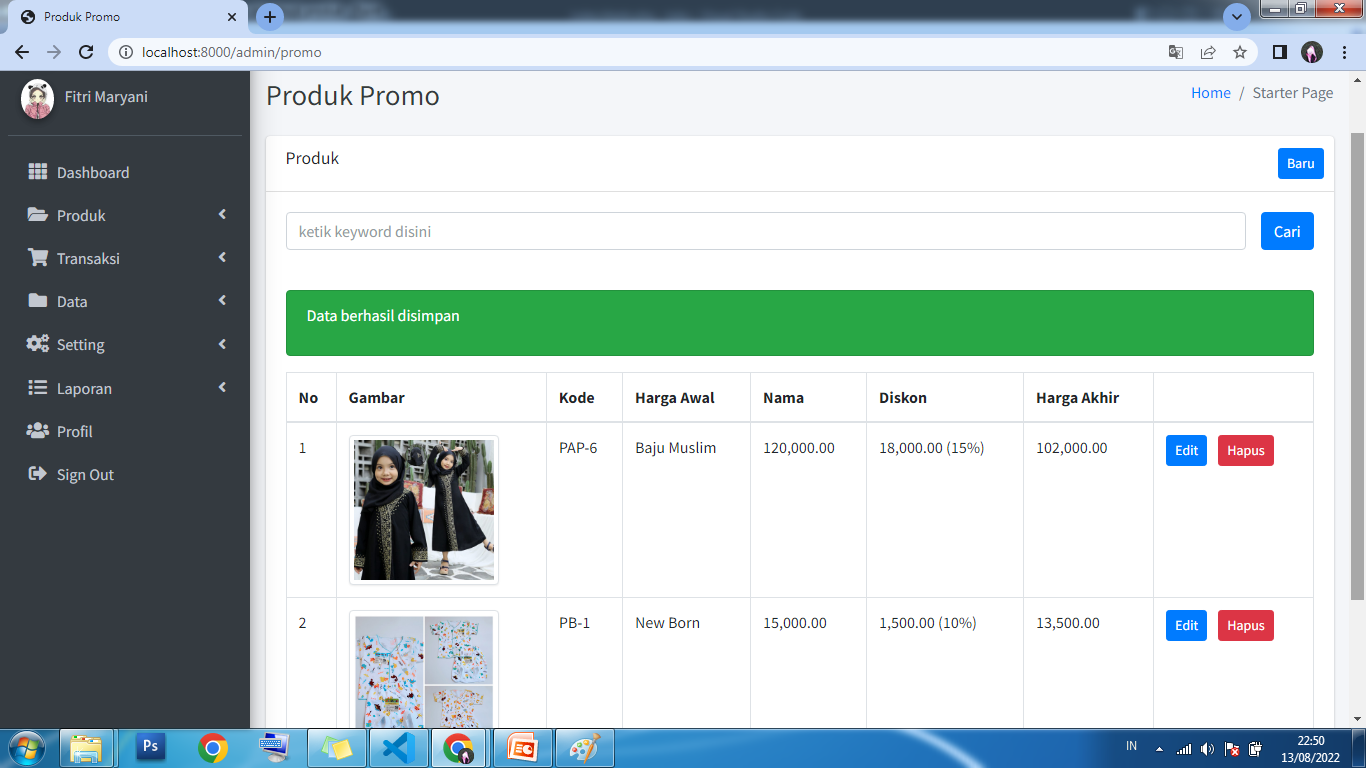 Produk Promo
localhost:8000/admin/promo
Fitri Maryani
Dashboard
Produk
Transaksi
Data
Setting
Laporan
Profil
Sign Out
Produk Promo
Home / Starter Page
Produk
Baru
ketik keyword disini
Cari
Data berhasil disimpan
No Gambar Kode Harga Awal Nama Diskon Harga Akhir
1 PAP-6 Baju Muslim 120,000.00 18,000.00 (15%) 102,000.00 Edit Hapus
2 PB-1 New Born 15,000.00 1,500.00 (10%) 13,500.00 Edit Hapus
Ps
IN
22:50
13/08/2022